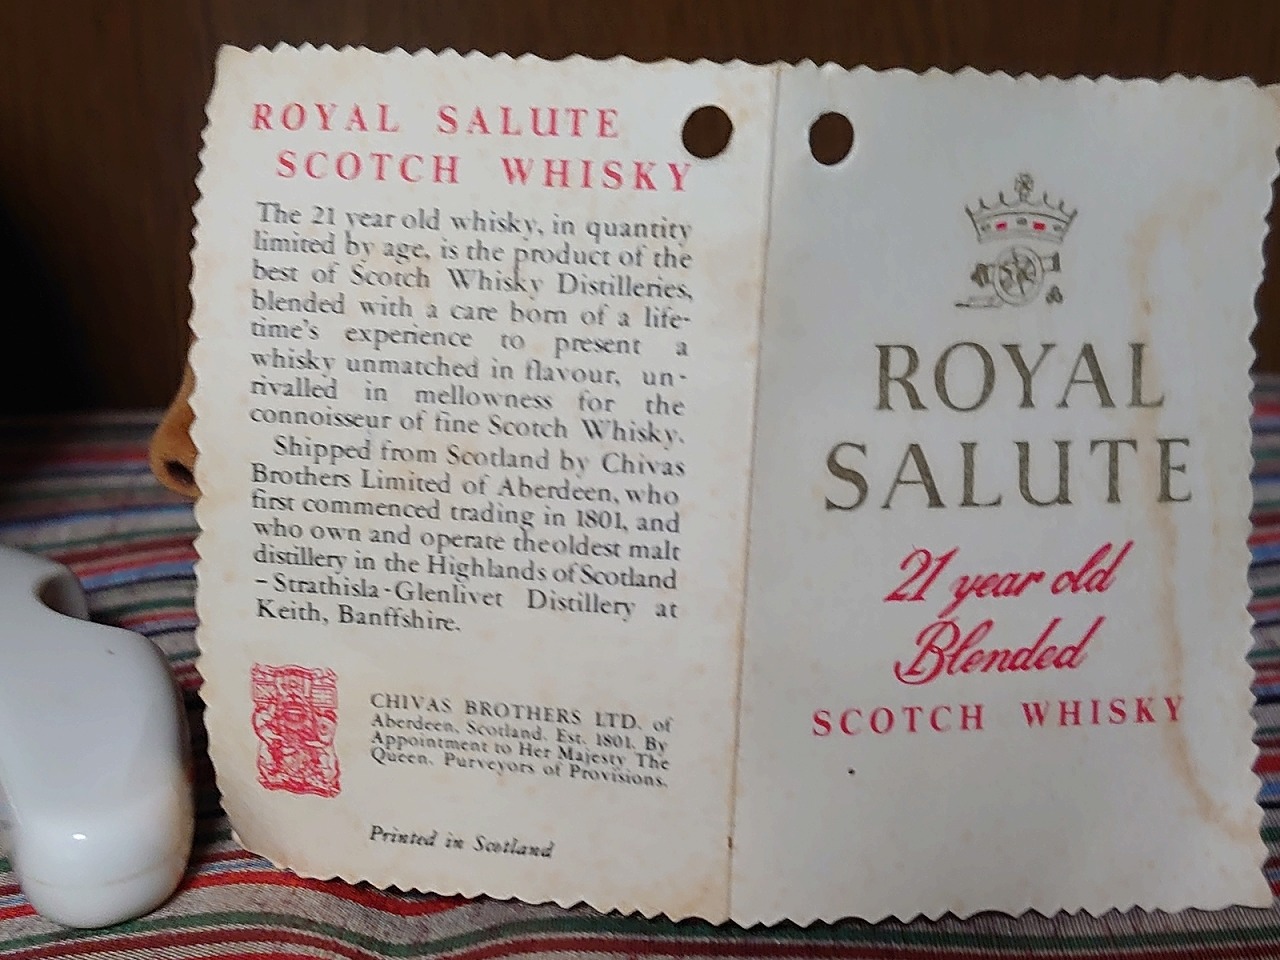 ROYAL SALUTE
SCOTCH WHISKY
The 21 year old whisky, in quantity
limited by age, is the product of the
best of Scotch Whisky Distilleries,
blended with a care born of a life-
time's experience to present a
whisky unmatched in flavour, un-
rivalled in mellowness for the
connoisseur of fine Scotch Whisky.
Shipped from Scotland by Chivas
Brothers Limited of Aberdeen, who
first commenced trading in 1801, and
who own and operate theoldest malt
distillery in the Highlands of Scotland
– Strathisla-Glenlivet Distillery at
Keith, Banffshire.
CHIVAS BROTHERS LTD. of
Aberdeen, Scotland. Est. 1801. By
Appointment to Her Majesty The
Queen, Purveyors of Provisions.
Printed in Scotland
ROYAL
SALUTE
21 year old
Blended
SCOTCH WHISKY